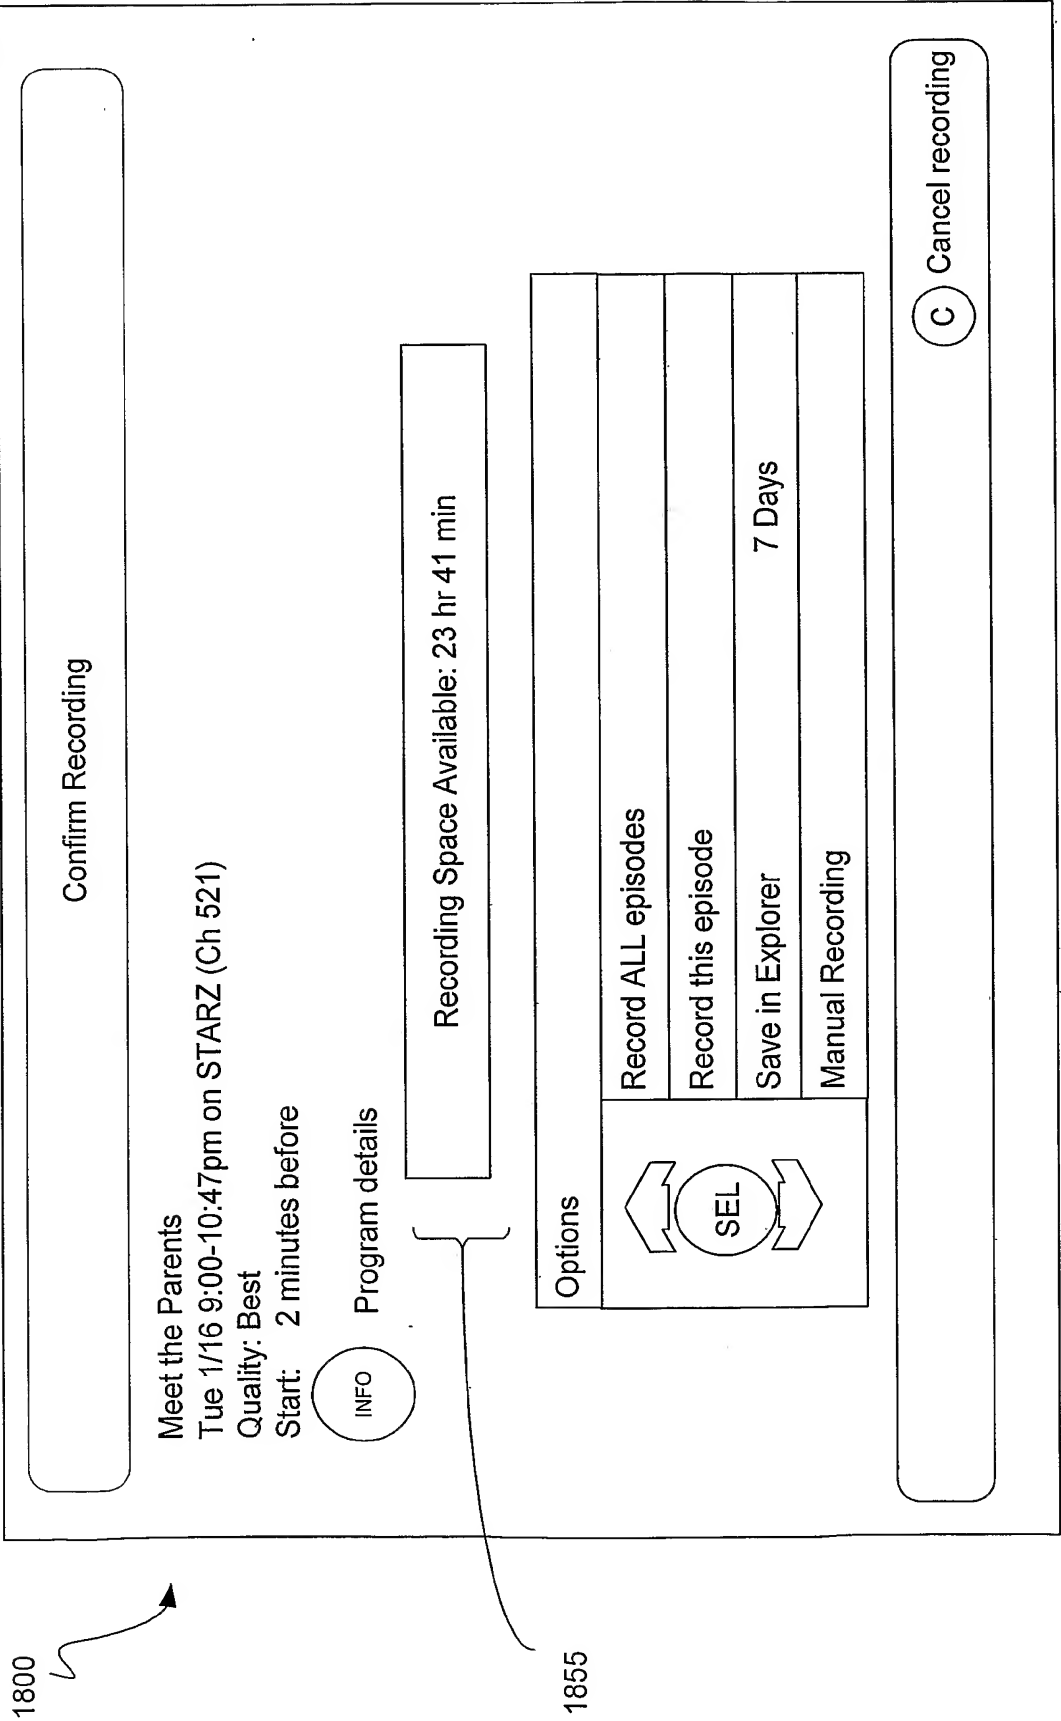 1800
Confirm Recording
Meet the Parents
Tue 1/16 9:00-10:47pm on STARZ (Ch 521)
Quality: Best
Start: 2 minutes before
INFO Program details
Recording Space Available: 23 hr 41 min
1855
Options
Record ALL episodes
Record this episode
SEL
Save in Explorer 7 Days
Manual Recording
C Cancel recording